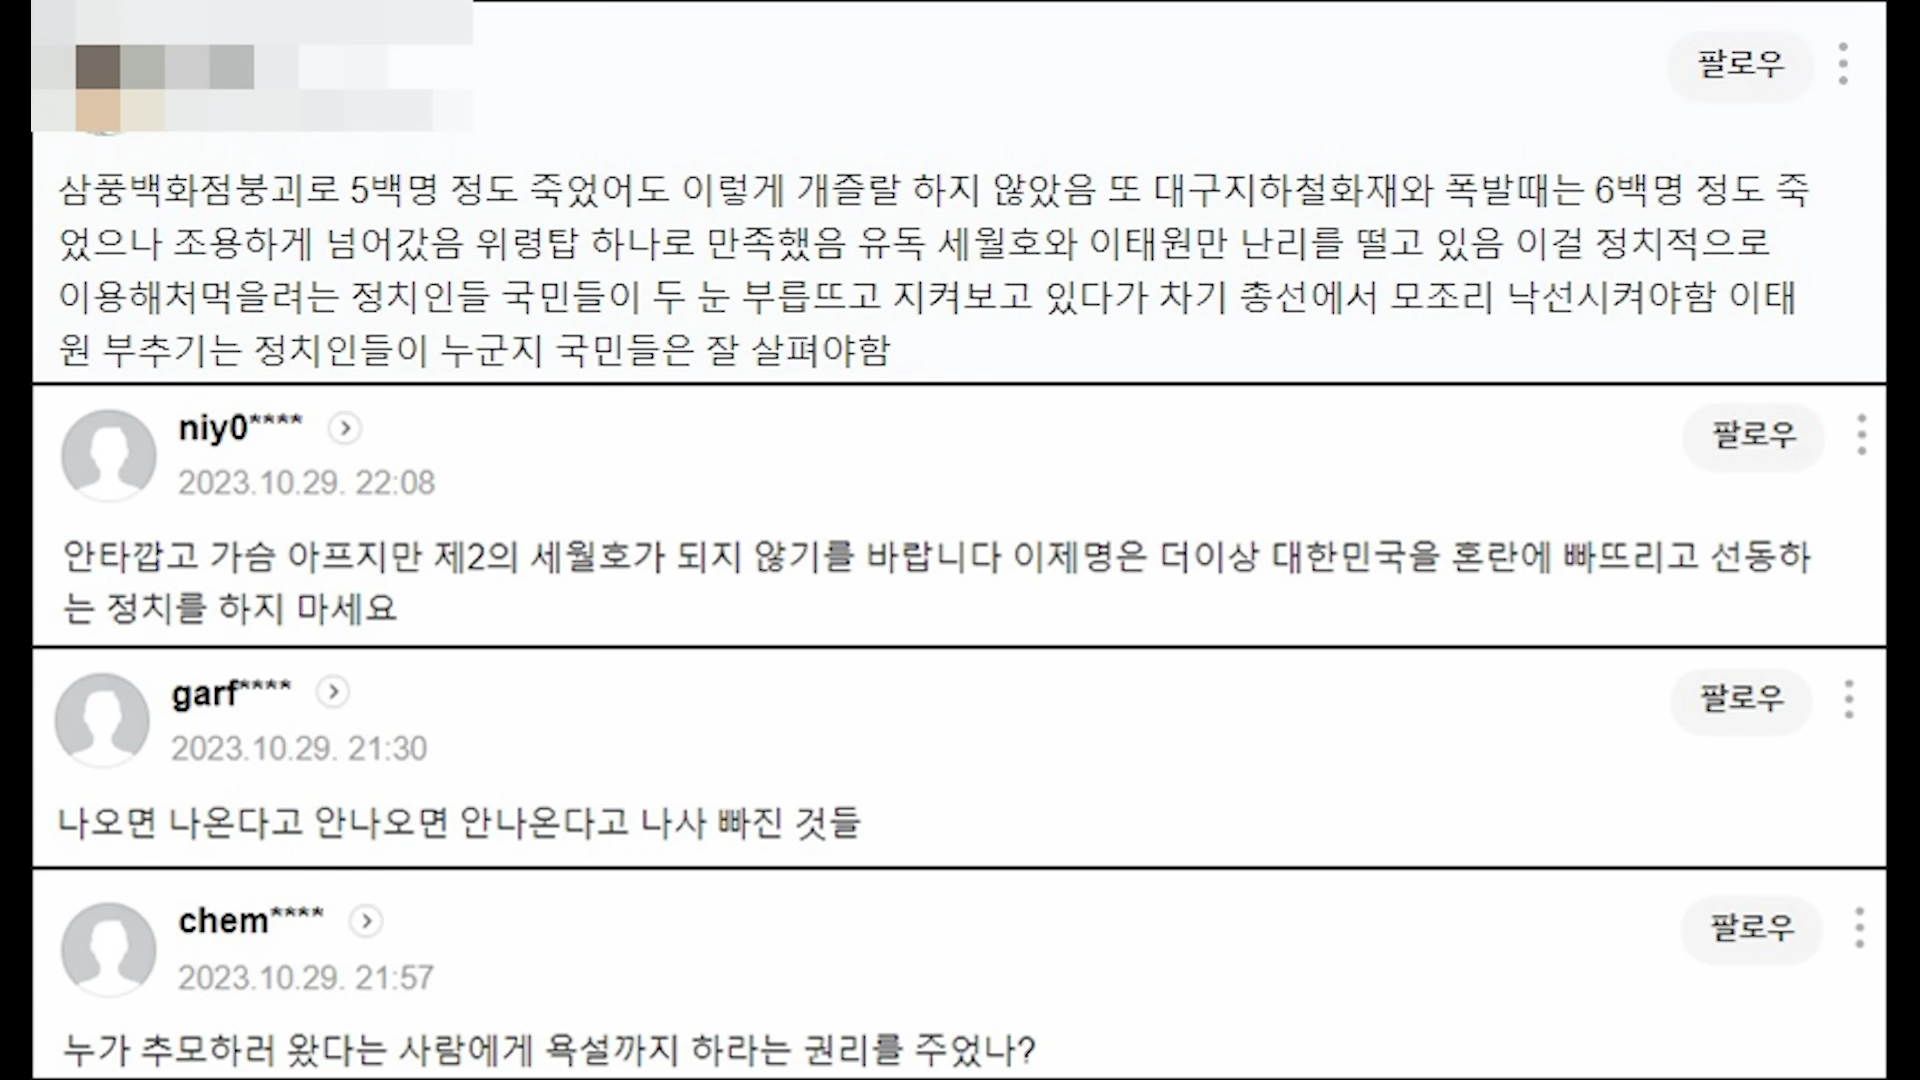 팔로우
삼풍백화점붕괴로 5백명 정도 죽었어도 이렇게 개즐랄 하지 않았음 또 대구지하철화재와 폭발때는 6백명 정도 죽
었으나 조용하게 넘어갔음 위령탑 하나로 만족했음 유독 세월호와 이태원만 난리를 떨고 있음 이걸 정치적으로
이용해처먹을려는 정치인들 국민들이 두 눈 부릅뜨고 지켜보고 있다가 차기 총선에서 모조리 낙선시켜야함 이태
원 부추기는 정치인들이 누군지 국민들은 잘 살펴야함
niy0****
팔로우
2023.10.29. 22:08
안타깝고 가슴 아프지만 제2의 세월호가 되지 않기를 바랍니다 이제명은 더이상 대한민국을 혼란에 빠뜨리고 선동하
는 정치를 하지 마세요
garf****
팔로우
2023.10.29. 21:30
나오면 나온다고 안나오면 안나온다고 나사 빠진 것들
chem****
팔로우
2023.10.29. 21:57
누가 추모하러 왔다는 사람에게 욕설까지 하라는 권리를 주었나?